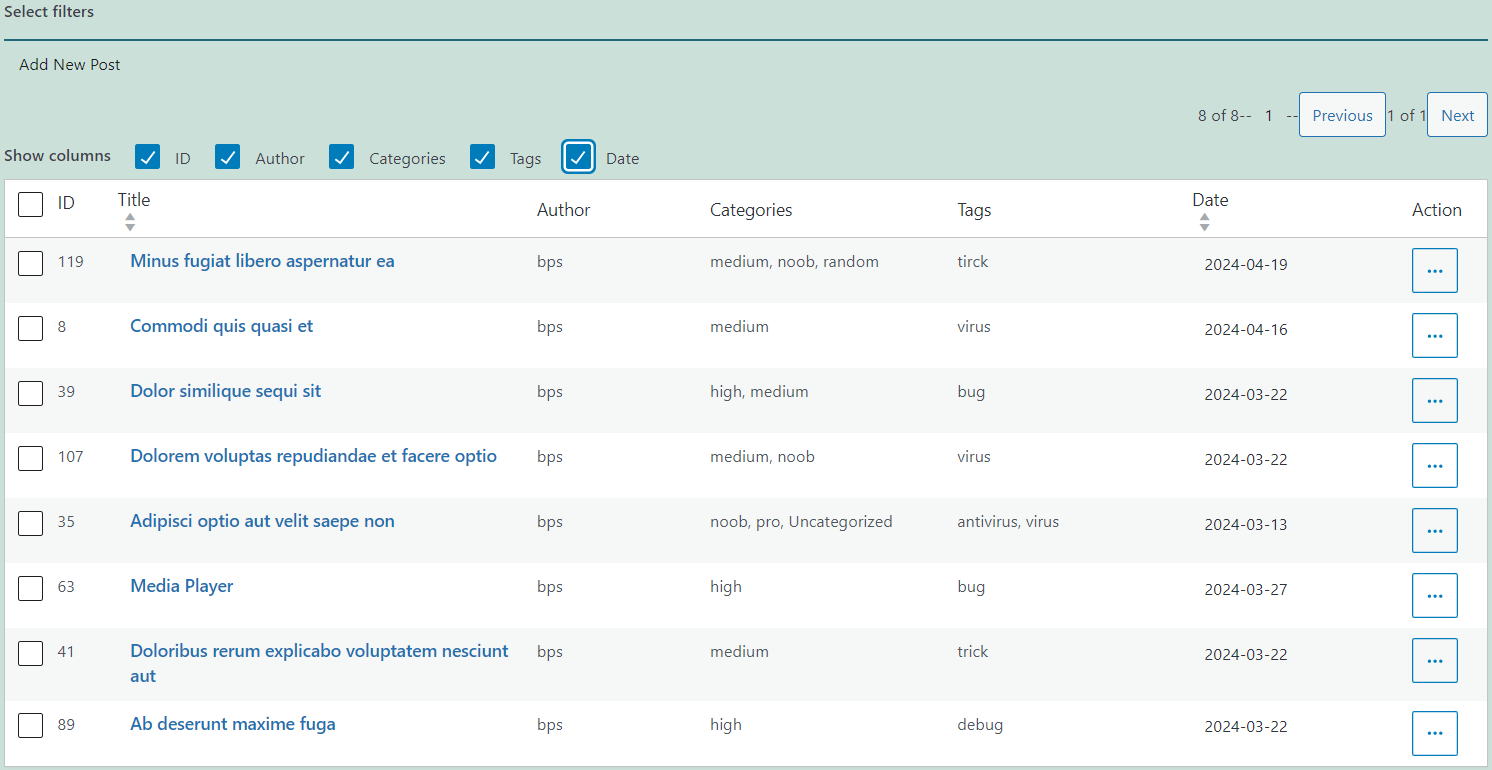 Select filters
Add New Post
8 of 8-- 1 -- Previous 1 of 1 Next
Show columns ID Author Categories Tags Date
ID Title Author Categories Tags Date Action
119 Minus fugiat libero aspernatur ea bps medium, noob, random tirck 2024-04-19 ...
8 Commodi quis quasi et bps medium virus 2024-04-16 ...
39 Dolor similique sequi sit bps high, medium bug 2024-03-22 ...
107 Dolorem voluptas repudiandae et facere optio bps medium, noob virus 2024-03-22 ...
35 Adipisci optio aut velit saepe non bps noob, pro, Uncategorized antivirus, virus 2024-03-13 ...
63 Media Player bps high bug 2024-03-27 ...
41 Doloribus rerum explicabo voluptatem nesciunt bps medium trick 2024-03-22 ...
aut
89 Ab deserunt maxime fuga bps high debug 2024-03-22 ...